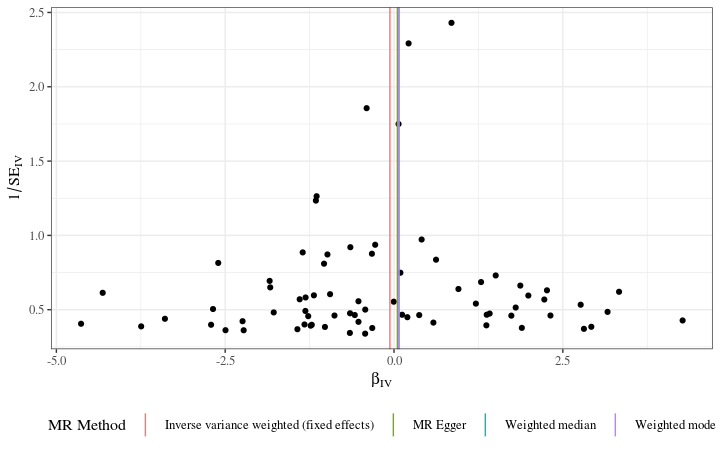 2.5
2.0
1.5
1.0
0.5
1/SE_IV
-5.0
-2.5
0.0
2.5
β_IV
MR Method
Inverse variance weighted (fixed effects)
MR Egger
Weighted median
Weighted mode